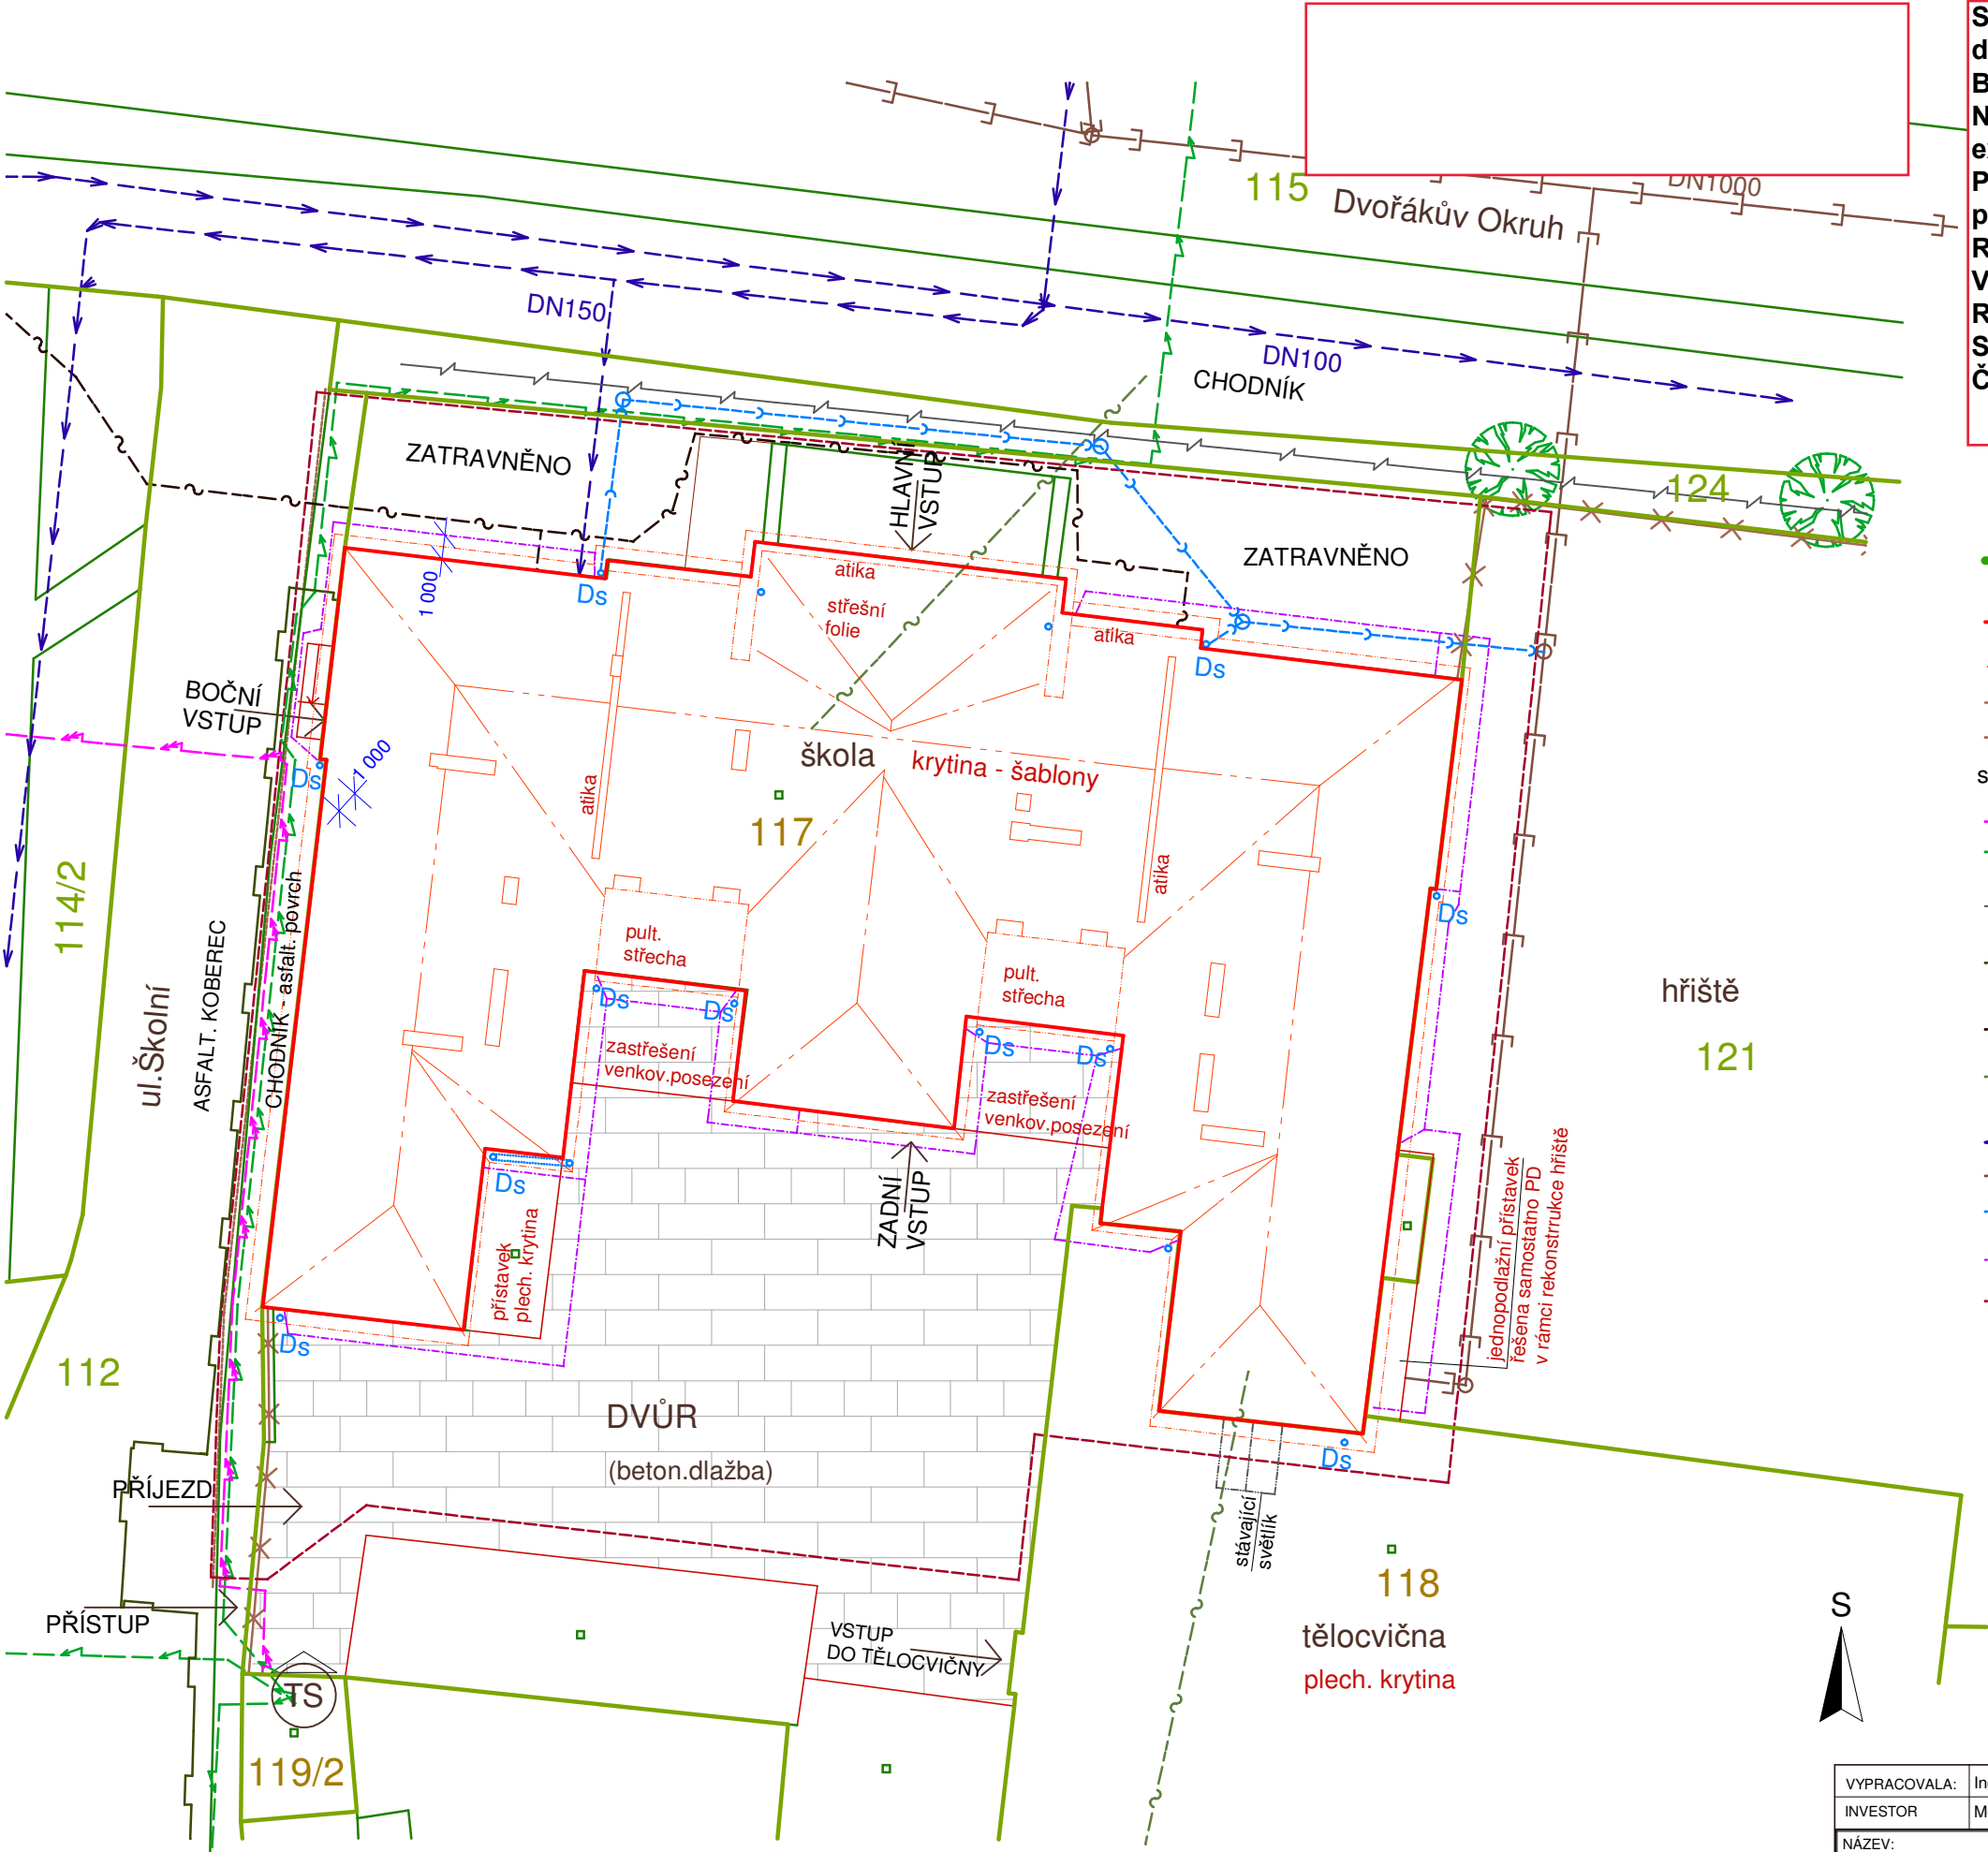 115
Dvořákův Okruh
DN1000
DN150
DN100
CHODNÍK
ZATRAVNĚNO
HLAVNÍ
VSTUP
124
ZATRAVNĚNO
atika
střešní
folie
atika
Ds
Ds
1 000
BOČNÍ
VSTUP
Ds
1 000
škola
krytina - šablony
atika
117
atika
114/2
ul.Školní
ASFALT. KOBEREC
CHODNÍK - asfalt. povrch
pult.
střecha
pult.
střecha
Ds
hřiště
121
Ds
Ds
Ds
Ds
zastřešení
venkov.posezení
zastřešení
venkov.posezení
Ds
přístavek
plech. krytina
ZADNÍ
VSTUP
jednopodlažní přístavek
řešena samostatno PD
v rámci rekonstrrukce hřiště
Ds
112
DVŮR
(beton.dlažba)
Ds
PŘÍJEZD
stávající
světlík
118
tělocvična
plech. krytina
PŘÍSTUP
VSTUP
DO TĚLOCVIČNY
TS
119/2
S
S
d
B
N
e
P
p
R
V
R
S
Č
s
VYPRACOVALA:
INVESTOR
NÁZEV: